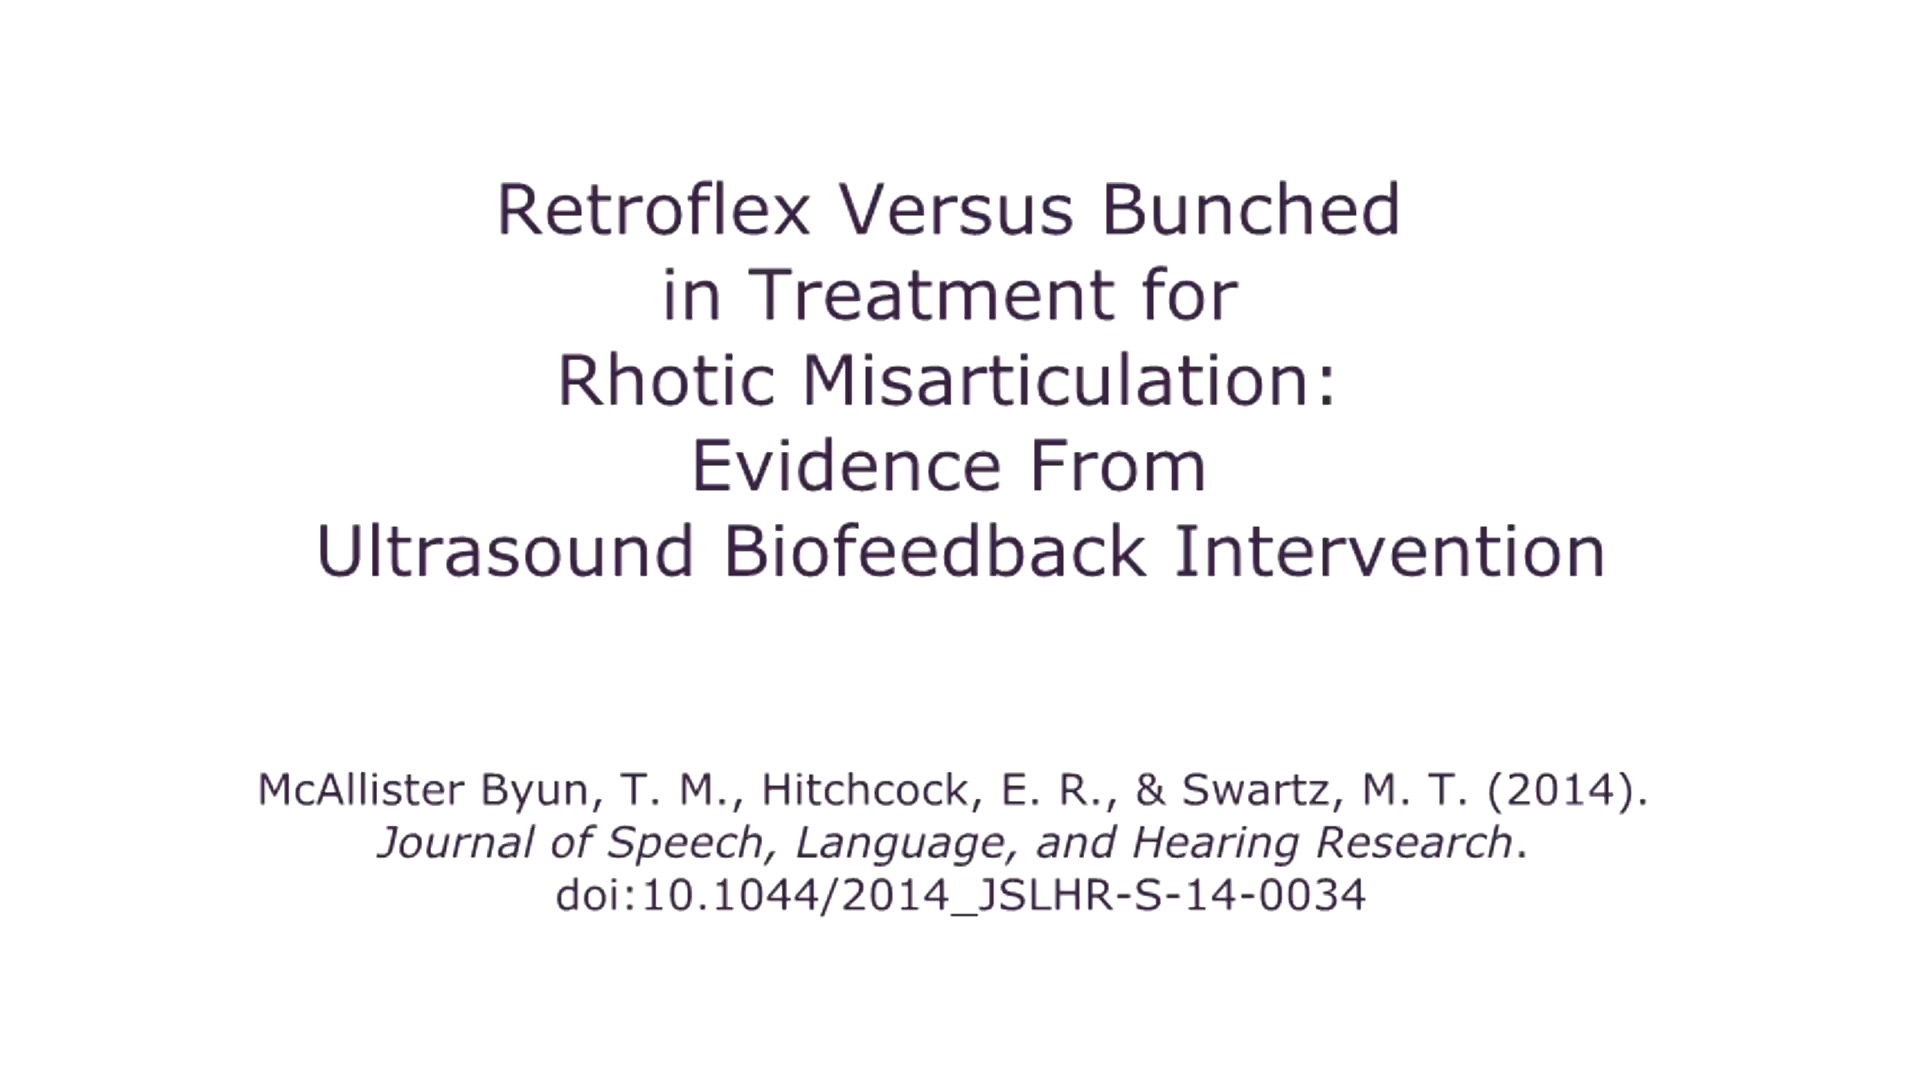 Retroflex Versus Bunched
in Treatment for
Rhotic Misarticulation:
Evidence From
Ultrasound Biofeedback Intervention
McAllister Byun, T. M., Hitchcock, E. R., & Swartz, M. T. (2014).
Journal of Speech, Language, and Hearing Research.
doi:10.1044/2014_JSLHR-S-14-0034